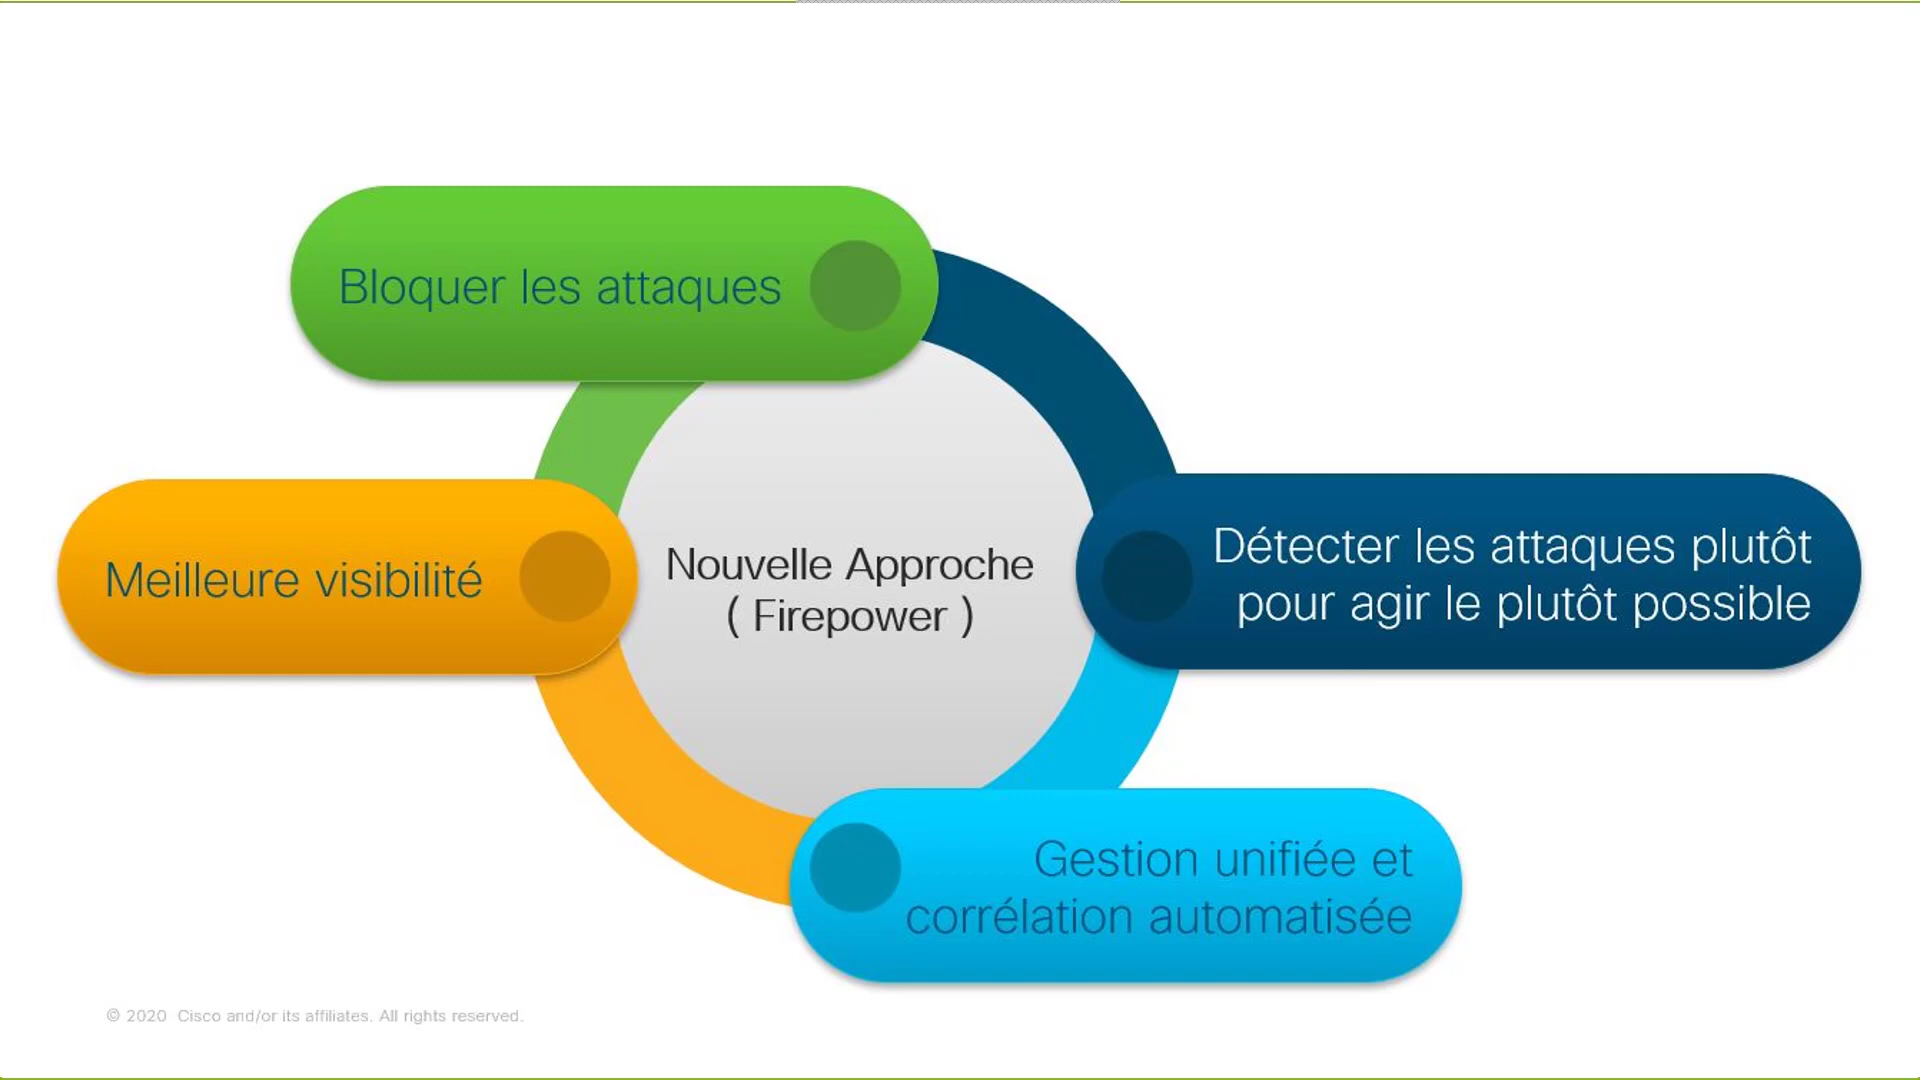 Bloquer les attaques
Meilleure visibilité
Nouvelle Approche
( Firepower )
Détecter les attaques plutôt
pour agir le plutôt possible
Gestion unifiée et
corrélation automatisée
© 2020 Cisco and/or its affiliates. All rights reserved.